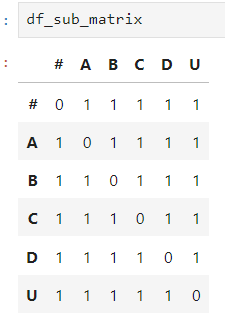 : df_sub_matrix
:
# A B C D U
# 0 1 1 1 1 1
A 1 0 1 1 1 1
B 1 1 0 1 1 1
C 1 1 1 0 1 1
D 1 1 1 1 0 1
U 1 1 1 1 1 0